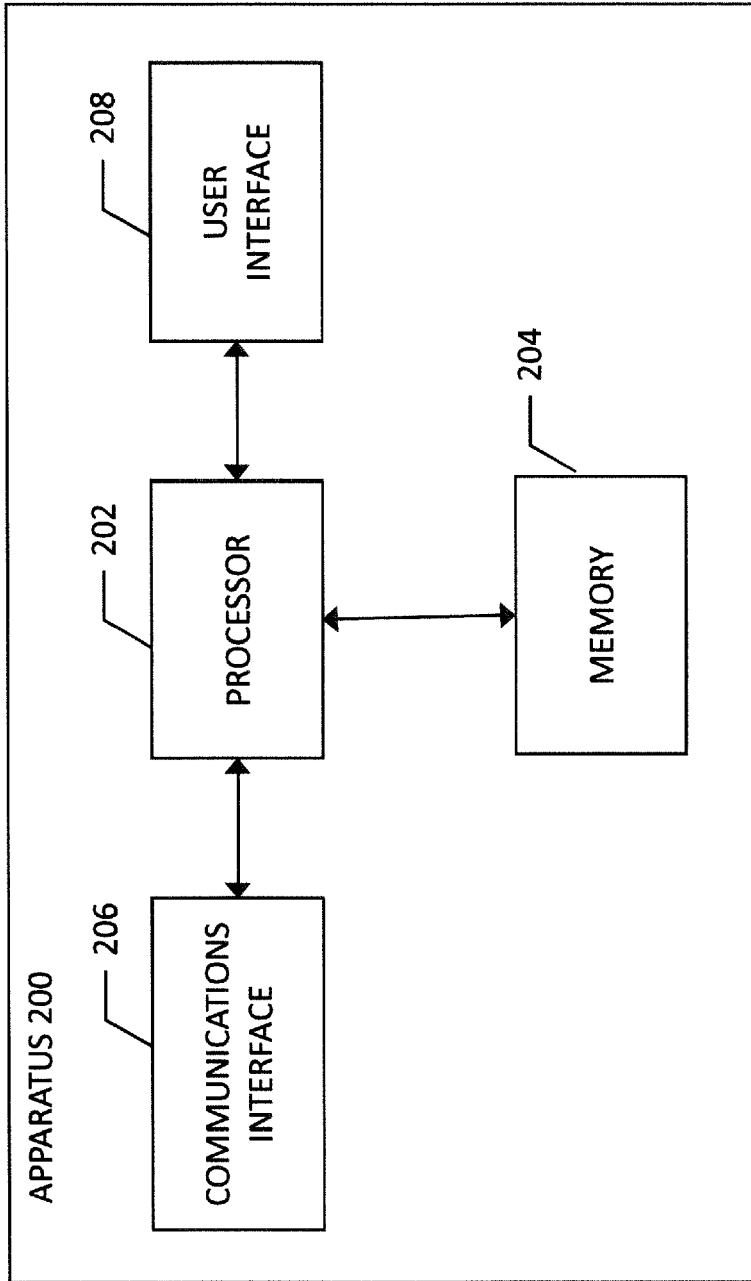 APPARATUS 200
206
COMMUNICATIONS
INTERFACE
202
PROCESSOR
208
USER
INTERFACE
204
MEMORY